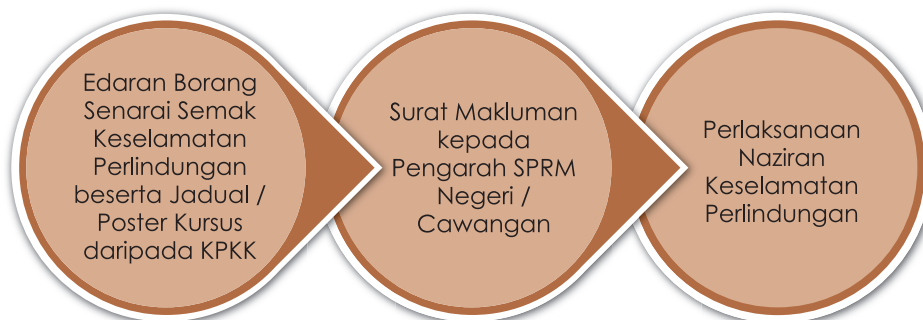 Edaran Borang
Senarai Semak
Keselamatan
Perlindungan
beserta Jadual /
Poster Kursus
daripada KPKK
Surat Makluman
kepada
Pengarah SPRM
Negeri /
Cawangan
Perlaksanaan
Naziran
Keselamatan
Perlindungan